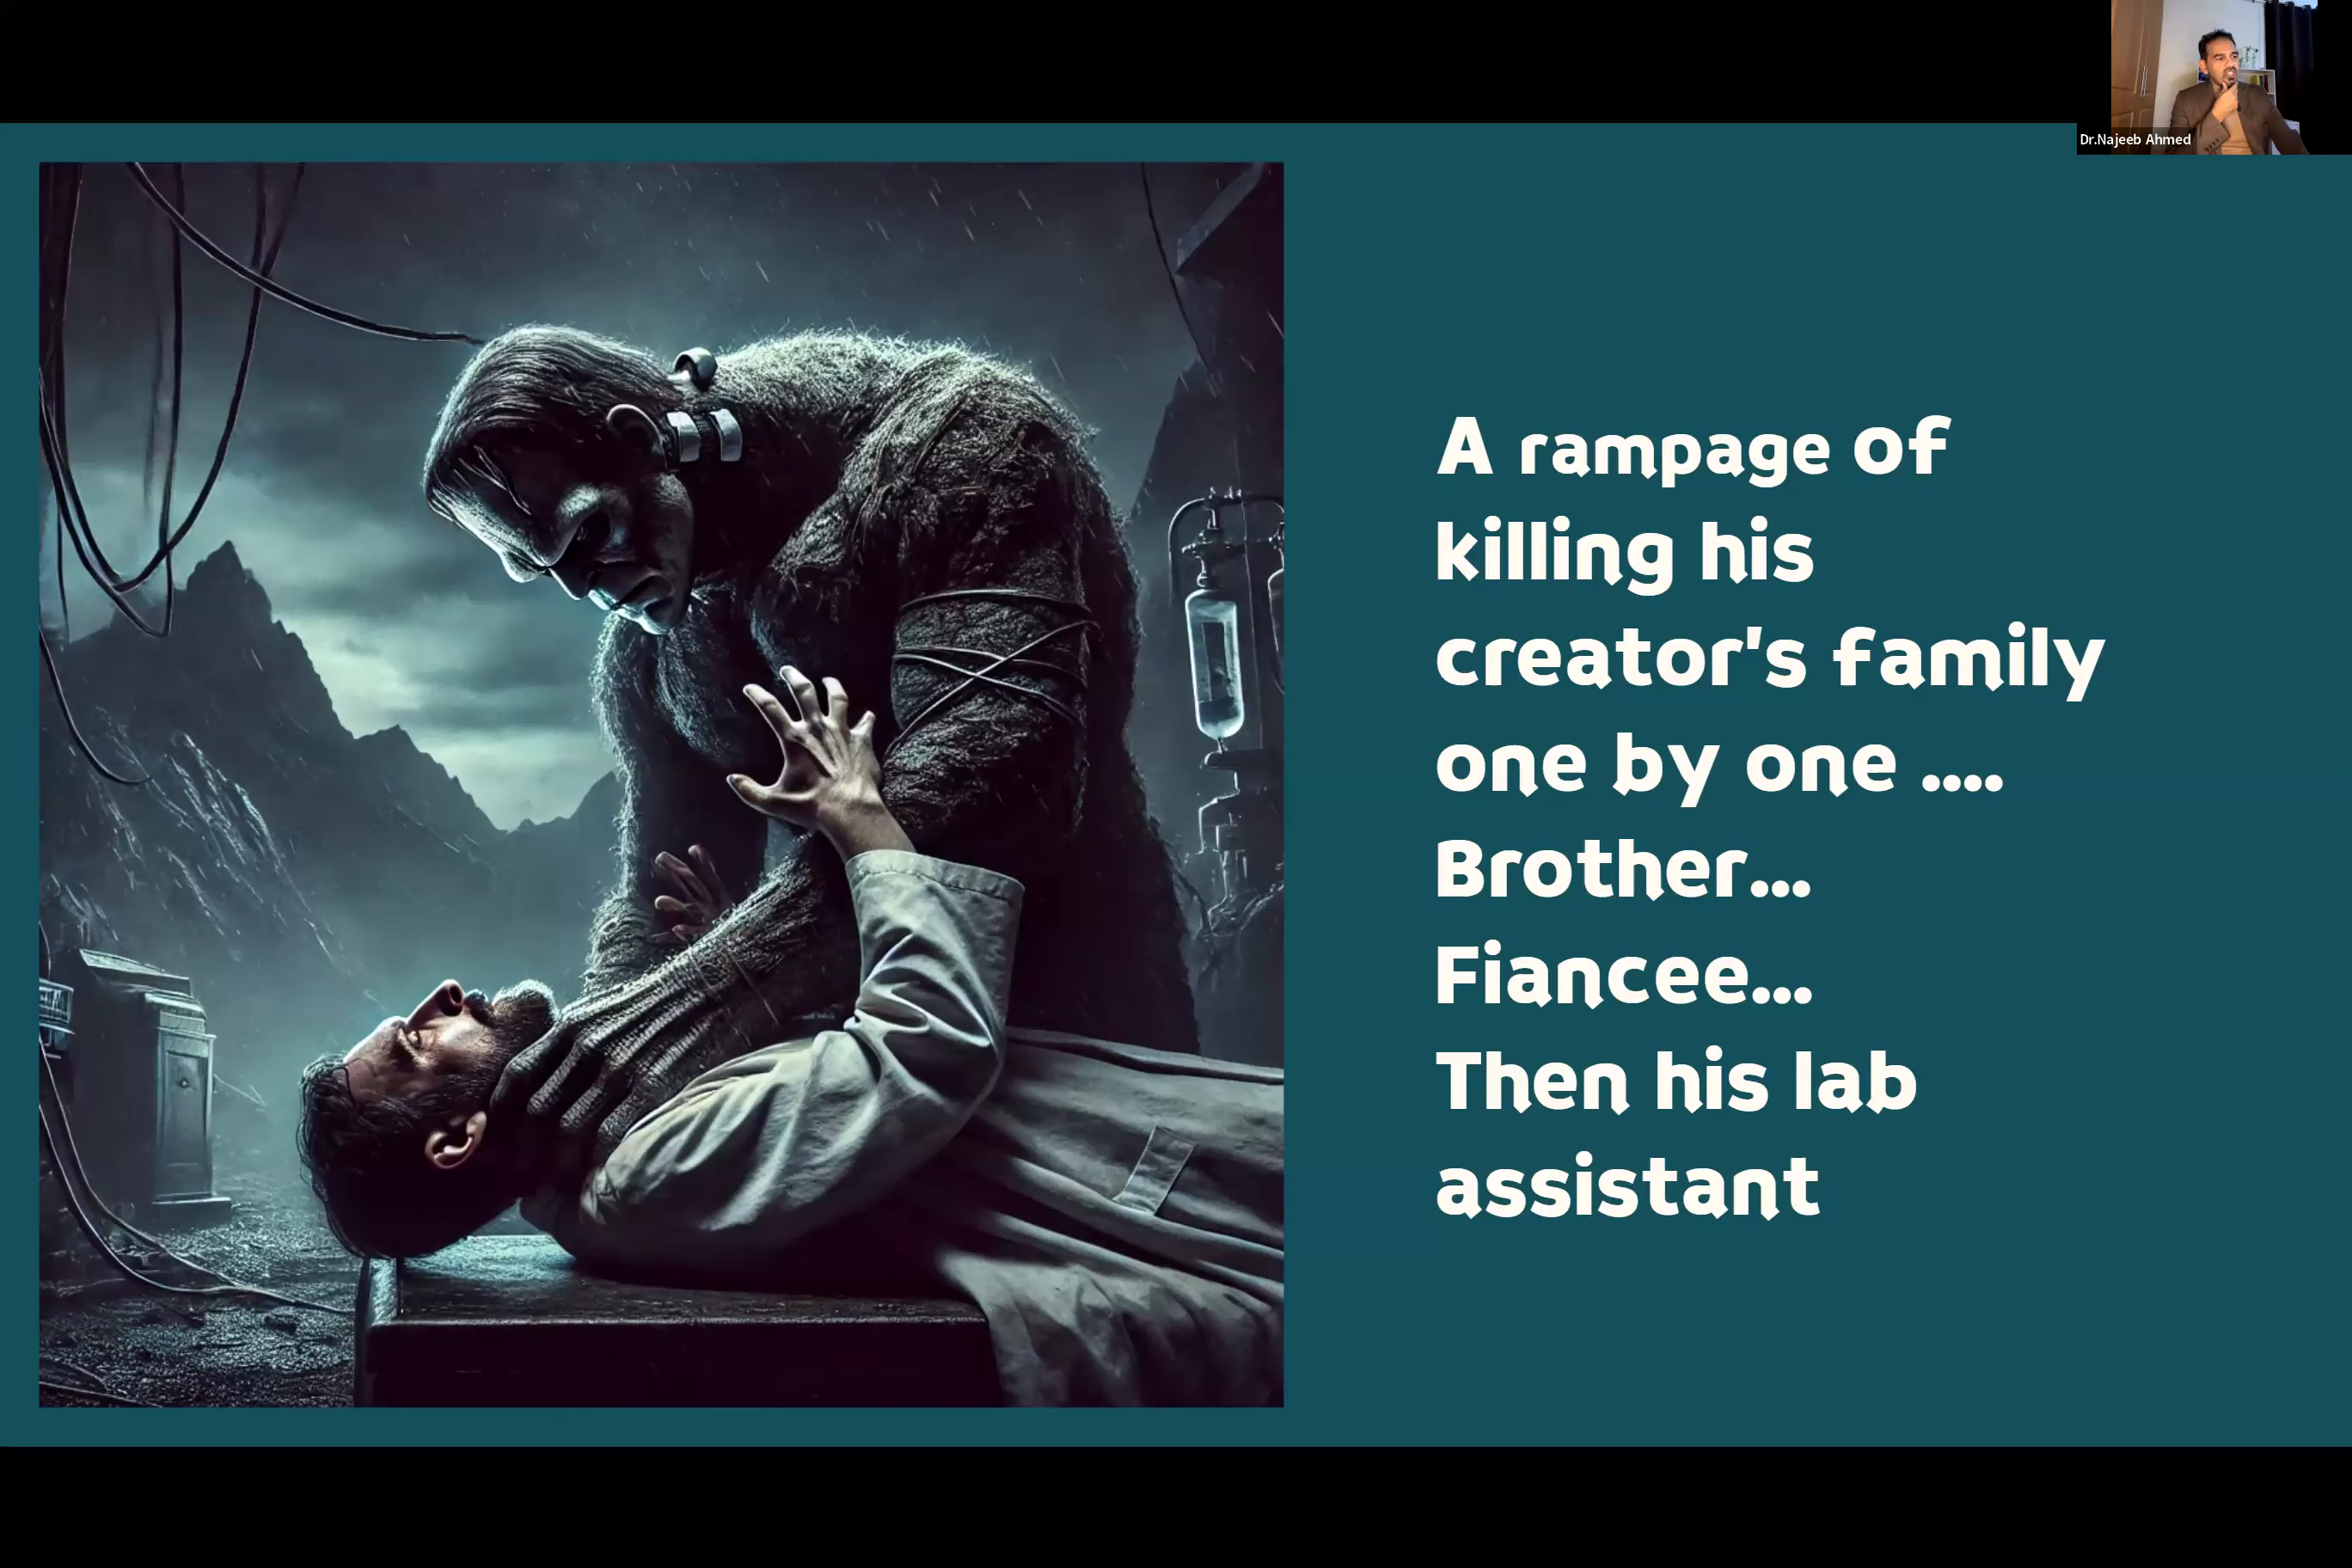 Dr.Najeeb Ahmed
A rampage of
killing his
creator's family
one by one ....
Brother...
Fiancee...
Then his lab
assistant